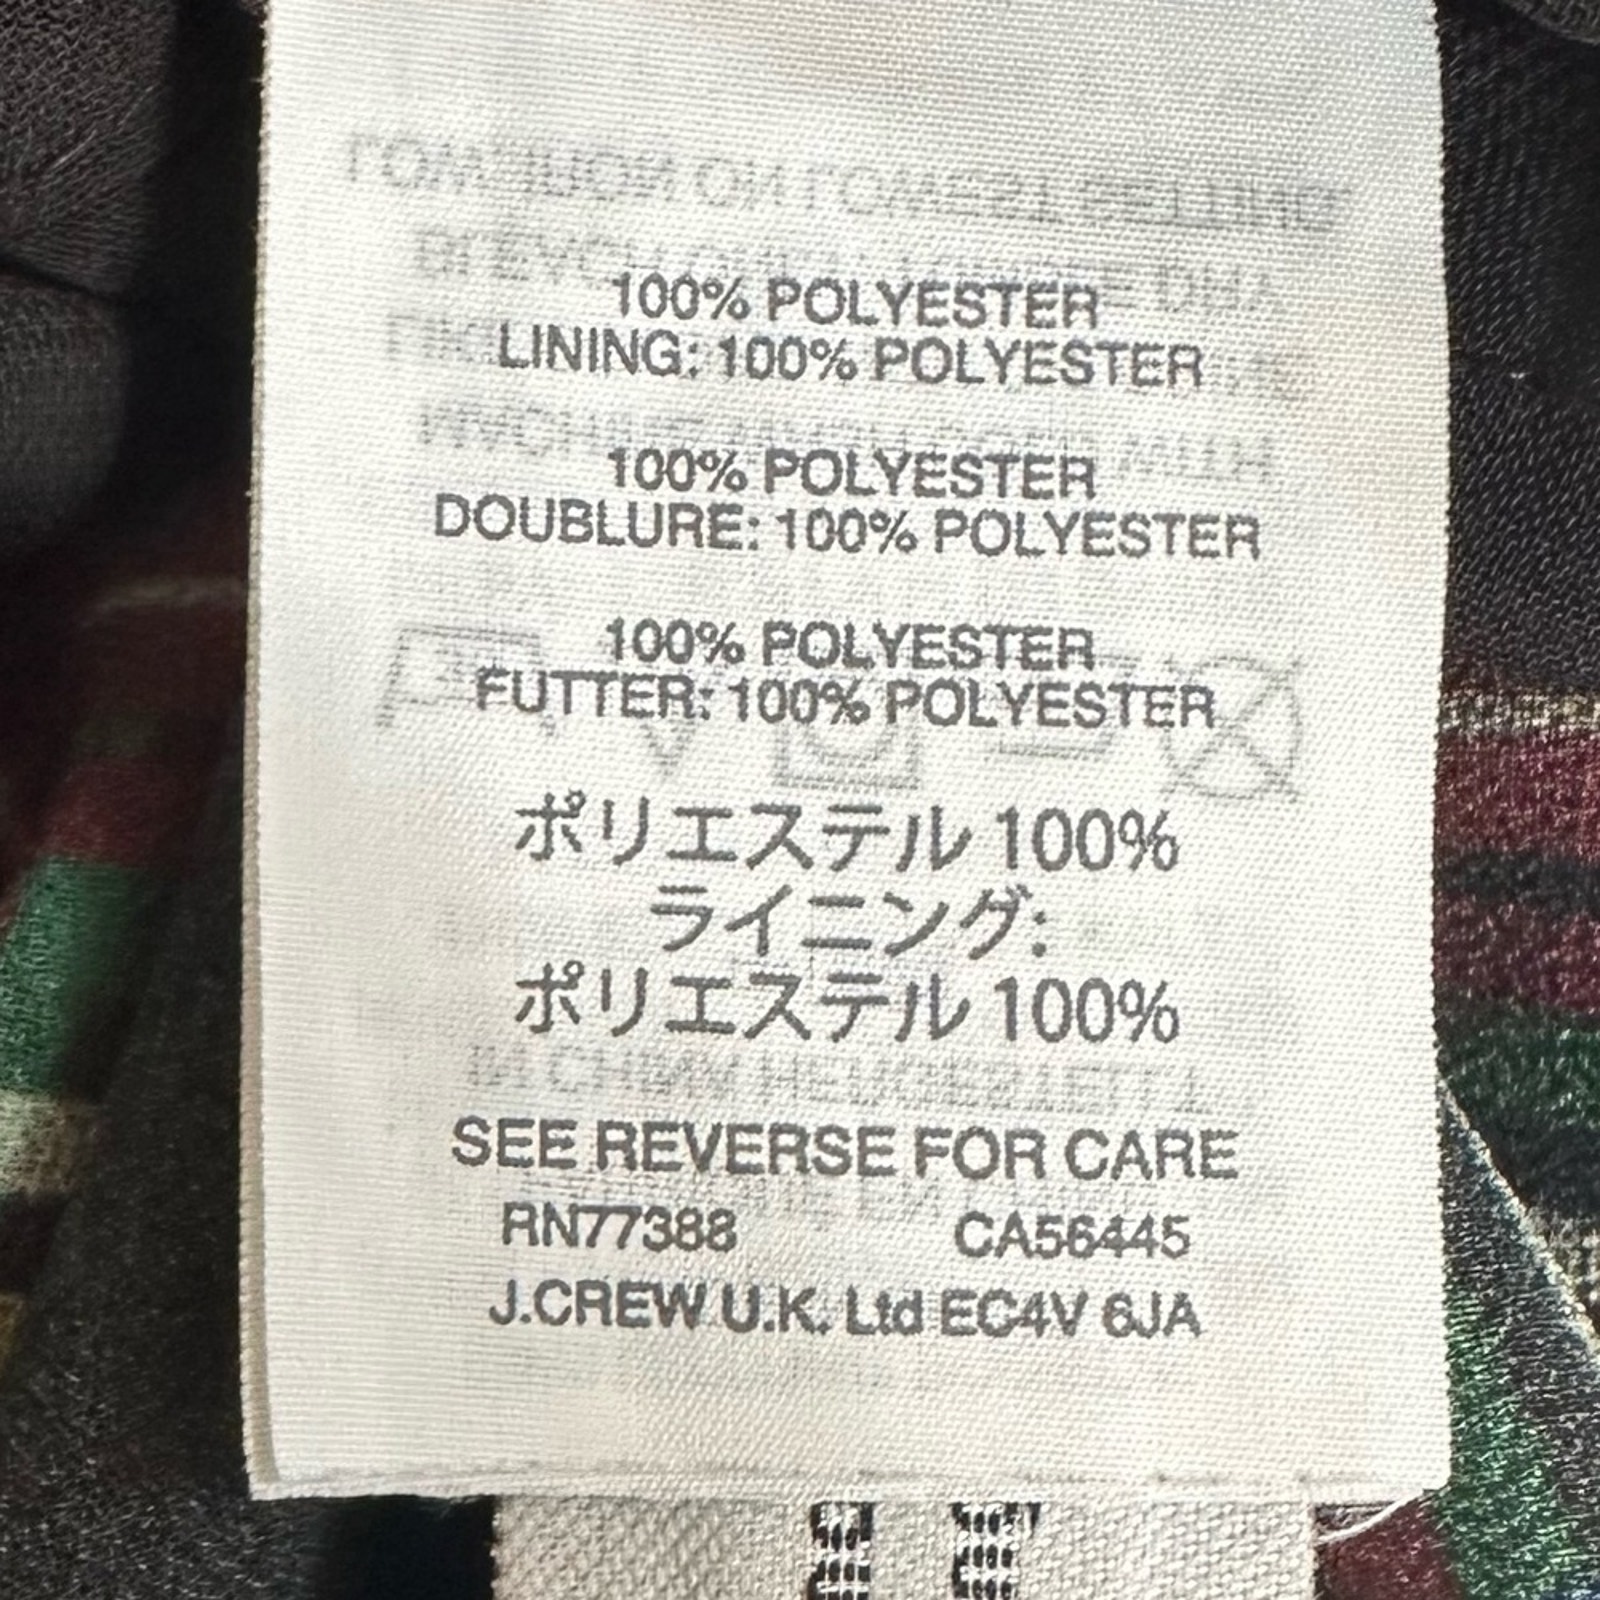 100% POLYESTER
LINING: 100% POLYESTER
100% POLYESTER
DOUBLURE: 100% POLYESTER
100% POLYESTER
FUTTER: 100% POLYESTER
ポリエステル 100%
ライニング:
ポリエステル 100%
SEE REVERSE FOR CARE
RN77388 CA56445
J.CREW U.K. Ltd EC4V 6JA